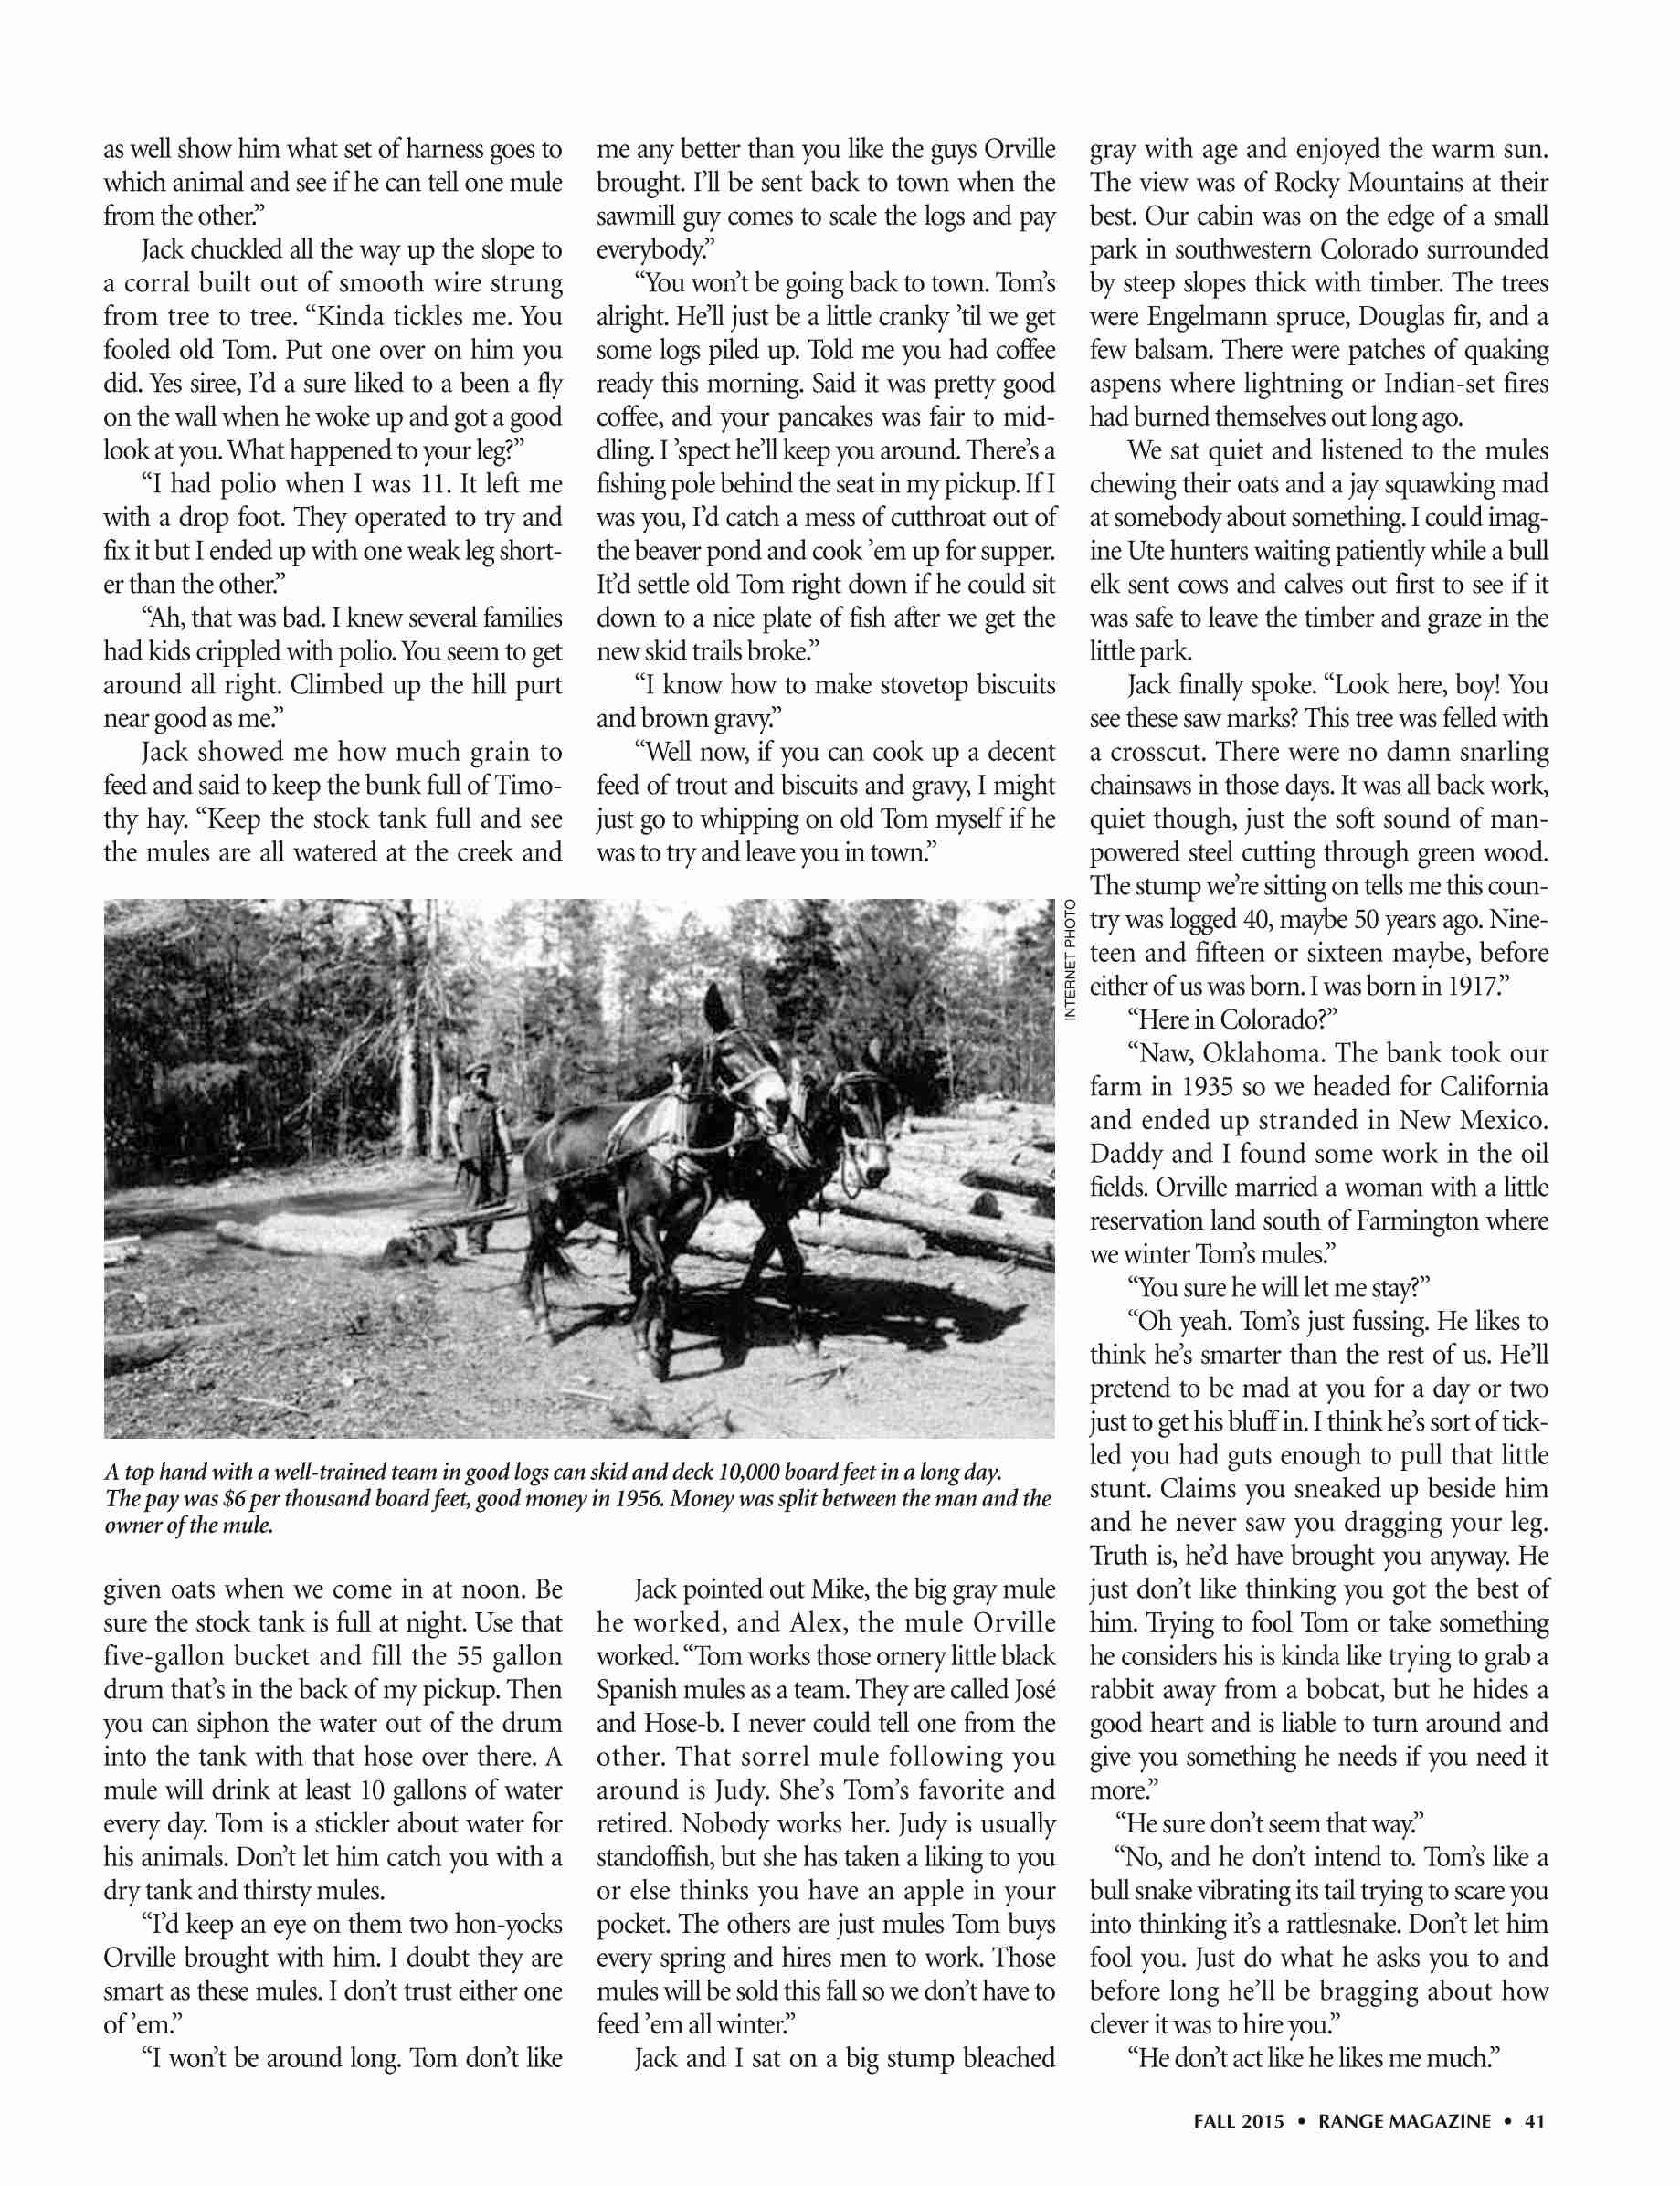 as well show him what set of harness goes to
which animal and see if he can tell one mule
from the other.”
Jack chuckled all the way up the slope to
a corral built out of smooth wire strung
from tree to tree. “Kinda tickles me. You
fooled old Tom. Put one over on him you
did. Yes siree, I’d a sure liked to a been a fly
on the wall when he woke up and got a good
look at you. What happened to your leg?”
“I had polio when I was 11. It left me
with a drop foot. They operated to try and
fix it but I ended up with one weak leg short-
er than the other.”
“Ah, that was bad. I knew several families
had kids crippled with polio. You seem to get
around all right. Climbed up the hill purt
near good as me.”
Jack showed me how much grain to
feed and said to keep the bunk full of Timo-
thy hay. “Keep the stock tank full and see
the mules are all watered at the creek and
given oats when we come in at noon. Be
sure the stock tank is full at night. Use that
five-gallon bucket and fill the 55 gallon
drum that’s in the back of my pickup. Then
you can siphon the water out of the drum
into the tank with that hose over there. A
mule will drink at least 10 gallons of water
every day. Tom is a stickler about water for
his animals. Don’t let him catch you with a
dry tank and thirsty mules.
“I’d keep an eye on them two hon-yocks
Orville brought with him. I doubt they are
smart as these mules. I don’t trust either one
of ’em.”
“I won’t be around long. Tom don’t like
me any better than you like the guys Orville
brought. I’ll be sent back to town when the
sawmill guy comes to scale the logs and pay
everybody.”
“You won’t be going back to town. Tom’s
alright. He’ll just be a little cranky ’til we get
some logs piled up. Told me you had coffee
ready this morning. Said it was pretty good
coffee, and your pancakes was fair to mid-
dling. I ’spect he’ll keep you around. There’s a
fishing pole behind the seat in my pickup. If I
was you, I’d catch a mess of cutthroat out of
the beaver pond and cook ’em up for supper.
It’d settle old Tom right down if he could sit
down to a nice plate of fish after we get the
new skid trails broke.”
“I know how to make stovetop biscuits
and brown gravy.”
“Well now, if you can cook up a decent
feed of trout and biscuits and gravy, I might
just go to whipping on old Tom myself if he
was to try and leave you in town.”
INTERNET PHOTO
A top hand with a well-trained team in good logs can skid and deck 10,000 board feet in a long day.
The pay was $6 per thousand board feet, good money in 1956. Money was split between the man and the
owner of the mule.
Jack pointed out Mike, the big gray mule
he worked, and Alex, the mule Orville
worked. “Tom works those ornery little black
Spanish mules as a team. They are called José
and Hose-b. I never could tell one from the
other. That sorrel mule following you
around is Judy. She’s Tom’s favorite and
retired. Nobody works her. Judy is usually
standoffish, but she has taken a liking to you
or else thinks you have an apple in your
pocket. The others are just mules Tom buys
every spring and hires men to work. Those
mules will be sold this fall so we don’t have to
feed ’em all winter.”
Jack and I sat on a big stump bleached
gray with age and enjoyed the warm sun.
The view was of Rocky Mountains at their
best. Our cabin was on the edge of a small
park in southwestern Colorado surrounded
by steep slopes thick with timber. The trees
were Engelmann spruce, Douglas fir, and a
few balsam. There were patches of quaking
aspens where lightning or Indian-set fires
had burned themselves out long ago.
We sat quiet and listened to the mules
chewing their oats and a jay squawking mad
at somebody about something. I could imag-
ine Ute hunters waiting patiently while a bull
elk sent cows and calves out first to see if it
was safe to leave the timber and graze in the
little park.
Jack finally spoke. “Look here, boy! You
see these saw marks? This tree was felled with
a crosscut. There were no damn snarling
chainsaws in those days. It was all back work,
quiet though, just the soft sound of man-
powered steel cutting through green wood.
The stump we’re sitting on tells me this coun-
try was logged 40, maybe 50 years ago. Nine-
teen and fifteen or sixteen maybe, before
either of us was born. I was born in 1917.”
“Here in Colorado?”
“Naw, Oklahoma. The bank took our
farm in 1935 so we headed for California
and ended up stranded in New Mexico.
Daddy and I found some work in the oil
fields. Orville married a woman with a little
reservation land south of Farmington where
we winter Tom’s mules.”
“You sure he will let me stay?”
“Oh yeah. Tom’s just fussing. He likes to
think he’s smarter than the rest of us. He’ll
pretend to be mad at you for a day or two
just to get his bluff in. I think he’s sort of tick-
led you had guts enough to pull that little
stunt. Claims you sneaked up beside him
and he never saw you dragging your leg.
Truth is, he’d have brought you anyway. He
just don’t like thinking you got the best of
him. Trying to fool Tom or take something
he considers his is kinda like trying to grab a
rabbit away from a bobcat, but he hides a
good heart and is liable to turn around and
give you something he needs if you need it
more.”
“He sure don’t seem that way.”
“No, and he don’t intend to. Tom’s like a
bull snake vibrating its tail trying to scare you
into thinking it’s a rattlesnake. Don’t let him
fool you. Just do what he asks you to and
before long he’ll be bragging about how
clever it was to hire you.”
“He don’t act like he likes me much.”
FALL 2015 • RANGE MAGAZINE • 41